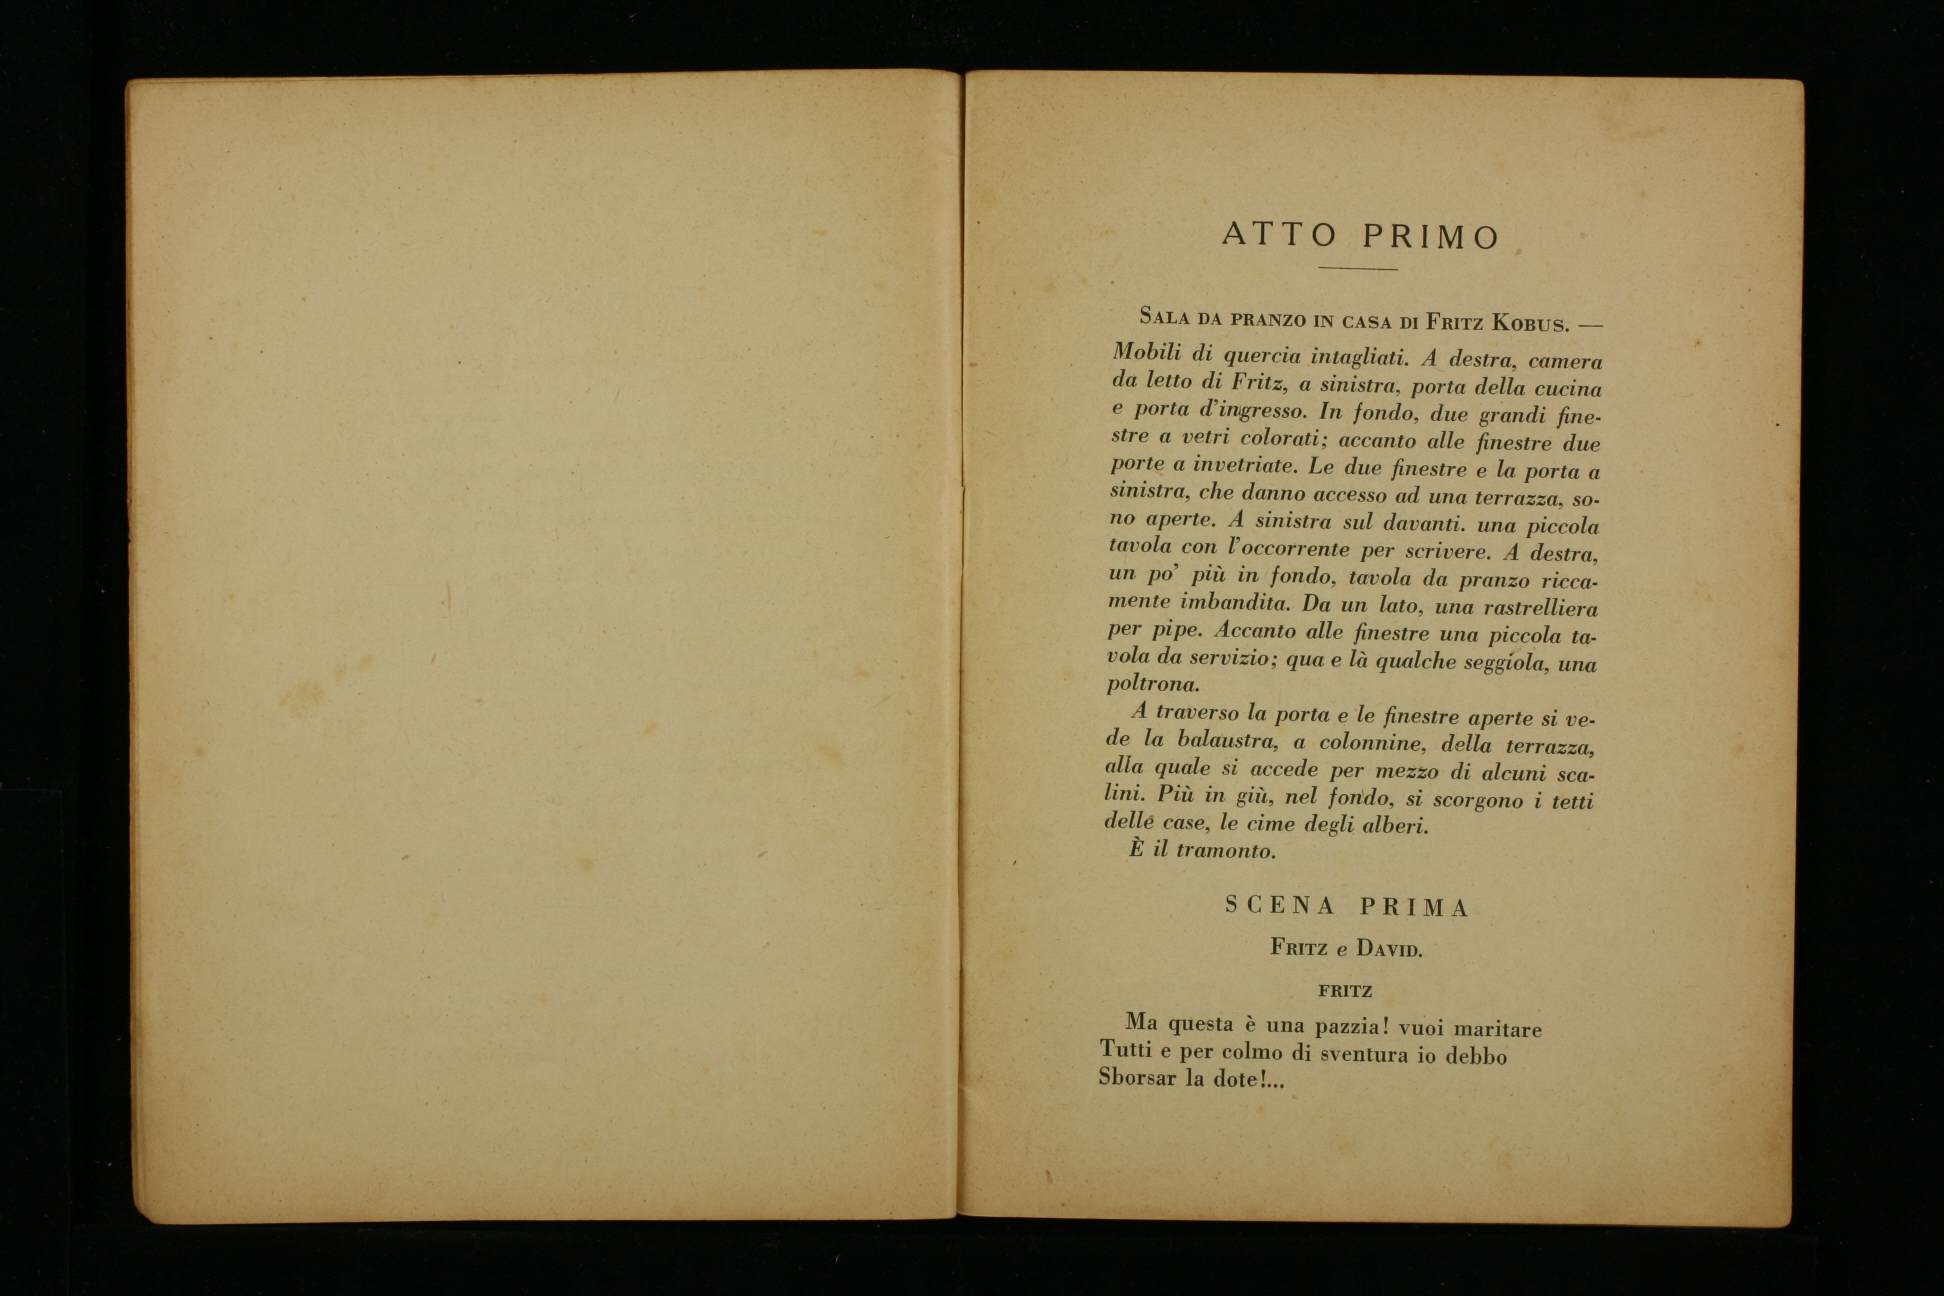 ATTO PRIMO
SALA DA PRANZO IN CASA DI FRITZ KOBUS. —
Mobili di quercia intagliati. A destra, camera
da letto di Fritz, a sinistra, porta della cucina
e porta d'ingresso. In fondo, due grandi fine-
stre a vetri colorati; accanto alle finestre due
porte a invetriate. Le due finestre e la porta a
sinistra, che danno accesso ad una terrazza, so-
no aperte. A sinistra sul davanti. una piccola
tavola con l'occorrente per scrivere. A destra,
un po' più in fondo, tavola da pranzo ricca-
mente imbandita. Da un lato, una rastrelliera
per pipe. Accanto alle finestre una piccola ta-
vola da servizio; qua e là qualche seggiola, una
poltrona.
A traverso la porta e le finestre aperte si ve-
de la balaustra, a colonnine, della terrazza,
alla quale si accede per mezzo di alcuni sca-
lini. Più in giù, nel fondo, si scorgono i tetti
delle case, le cime degli alberi.
È il tramonto.
SCENA PRIMA
FRITZ e DAVID.
FRITZ
Ma questa è una pazzia! vuoi maritare
Tutti e per colmo di sventura io debbo
Sborsar la dote!...